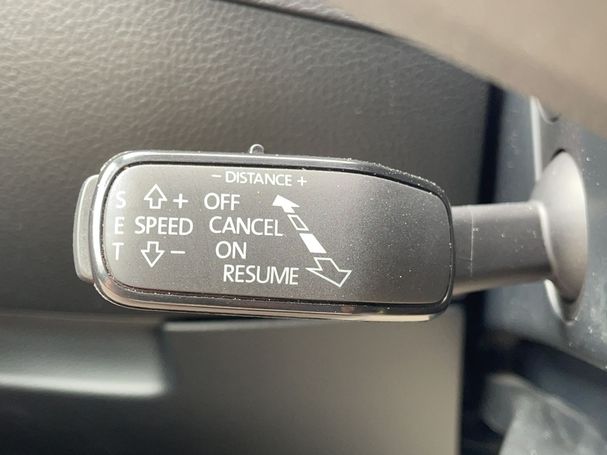 - DISTANCE +
S + OFF
E SPEED CANCEL
T - ON
RESUME